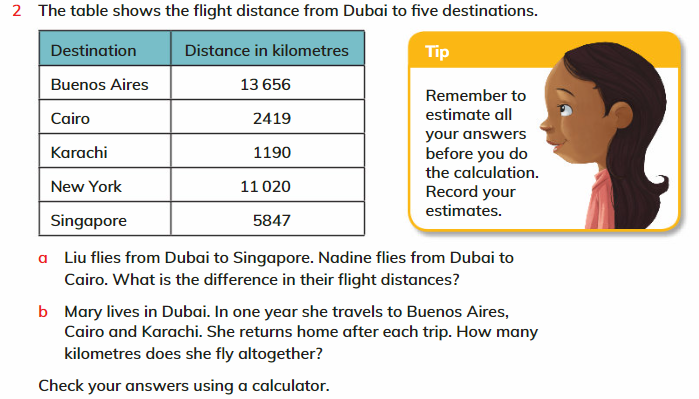 2 The table shows the flight distance from Dubai to five destinations.
Destination Distance in kilometres
Buenos Aires 13 656
Cairo 2419
Karachi 1190
New York 11 020
Singapore 5847
Tip
Remember to
estimate all
your answers
before you do
the calculation.
Record your
estimates.
a Liu flies from Dubai to Singapore. Nadine flies from Dubai to
Cairo. What is the difference in their flight distances?
b Mary lives in Dubai. In one year she travels to Buenos Aires,
Cairo and Karachi. She returns home after each trip. How many
kilometres does she fly altogether?
Check your answers using a calculator.